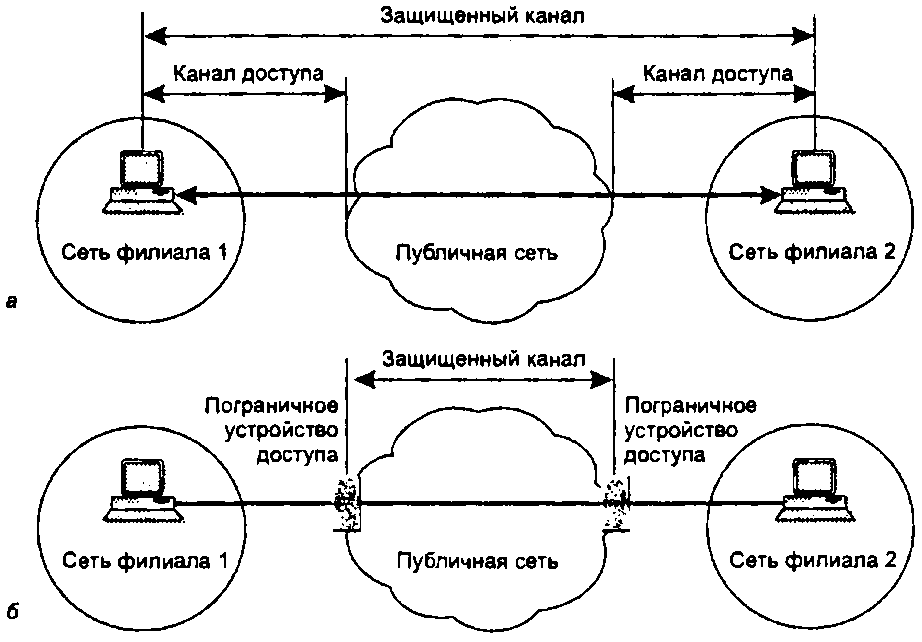 Защищенный канал
Канал доступа
Канал доступа
Сеть филиала 1
Публичная сеть
Сеть филиала 2
а
Защищенный канал
Пограничное
устройство
доступа
Пограничное
устройство
доступа
Сеть филиала 1
Публичная сеть
Сеть филиала 2
б